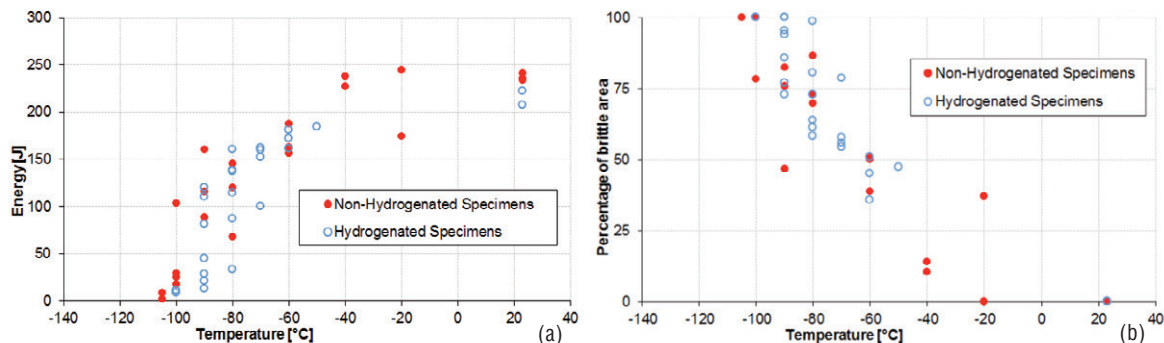 300
250
200
150
100
50
0
Energy [J]
Non-Hydrogenated Specimens
Hydrogenated Specimens
-140 -120 -100 -80 -60 -40 -20 0 20 40
Temperature [°C]
(a)
100
75
50
25
0
Percentage of brittle area
Non-Hydrogenated Specimens
Hydrogenated Specimens
-140 -120 -100 -80 -60 -40 -20 0 20 40
Temperature [°C]
(b)